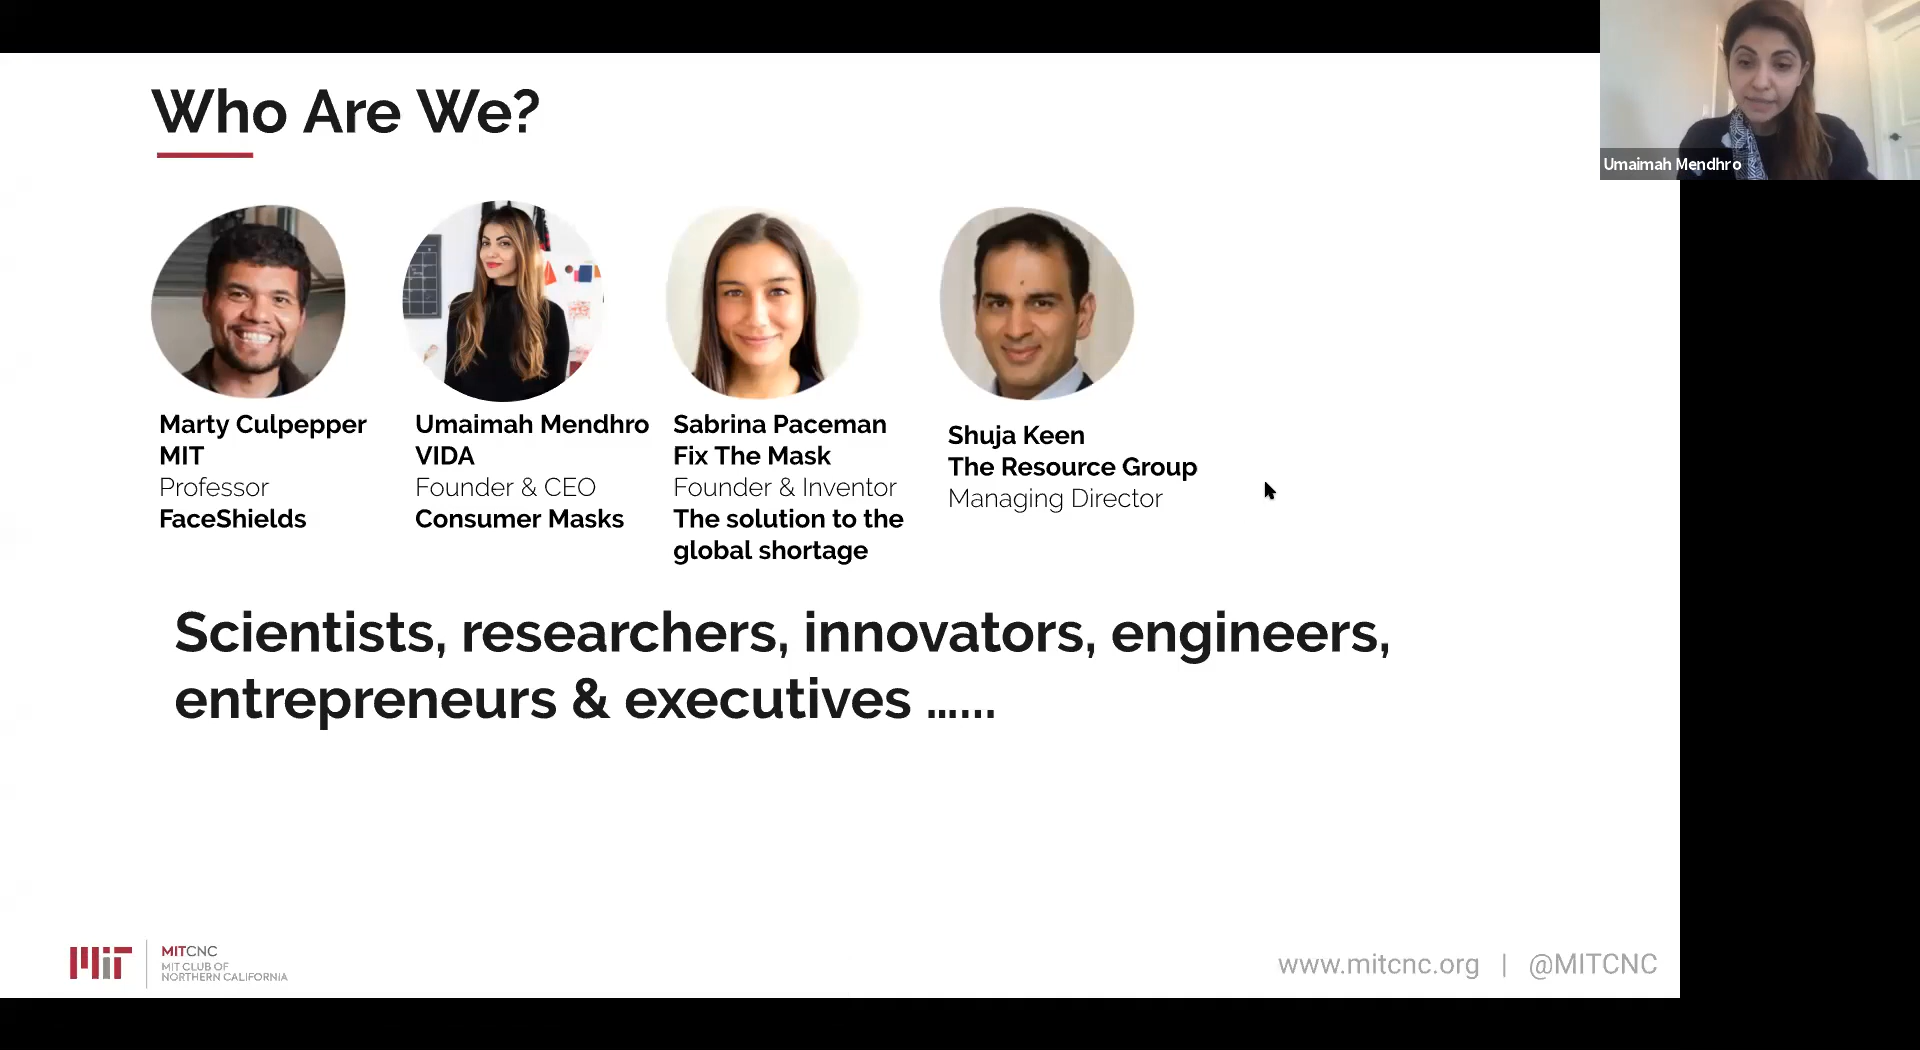 Who Are We?
Umaimah Mendhro
Marty Culpepper
MIT
Professor
FaceShields
Umaimah Mendhro
VIDA
Founder & CEO
Consumer Masks
Sabrina Paceman
Fix The Mask
Founder & Inventor
The solution to the
global shortage
Shuja Keen
The Resource Group
Managing Director
Scientists, researchers, innovators, engineers,
entrepreneurs & executives ......
MIT
MITCNC
MIT CLUB OF
NORTHERN CALIFORNIA
www.mitcnc.org | @MITCNC